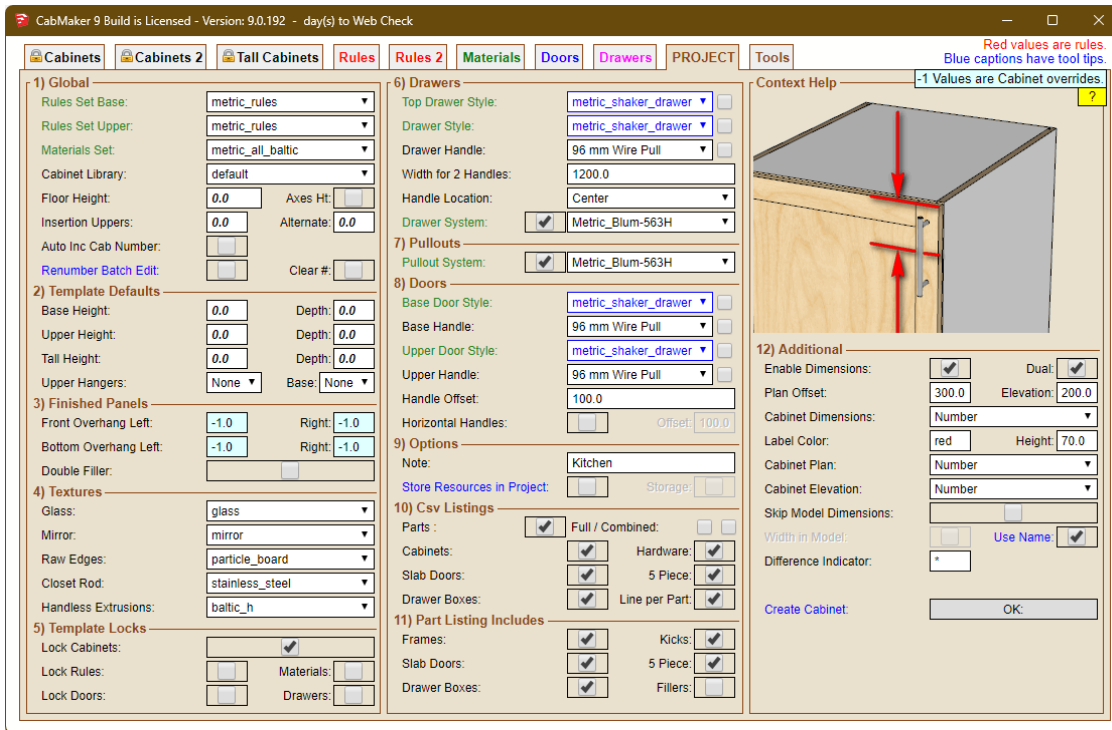 CabMaker 9 Build is Licensed - Version: 9.0.192 - day(s) to Web Check
Cabinets Cabinets 2 Tall Cabinets Rules Rules 2 Materials Doors Drawers PROJECT Tools
Red values are rules.
Blue captions have tool tips.
-1 Values are Cabinet overrides.
?
1) Global
Rules Set Base: metric_rules
Rules Set Upper: metric_rules
Materials Set: metric_all_baltic
Cabinet Library: default
Floor Height: 0.0 Axes Ht:
Insertion Uppers: 0.0 Alternate: 0.0
Auto Inc Cab Number:
Renumber Batch Edit: Clear #:
2) Template Defaults
Base Height: 0.0 Depth: 0.0
Upper Height: 0.0 Depth: 0.0
Tall Height: 0.0 Depth: 0.0
Upper Hangers: None Base: None
3) Finished Panels
Front Overhang Left: -1.0 Right: -1.0
Bottom Overhang Left: -1.0 Right: -1.0
Double Filler:
4) Textures
Glass: glass
Mirror: mirror
Raw Edges: particle_board
Closet Rod: stainless_steel
Handless Extrusions: baltic_h
5) Template Locks
Lock Cabinets:
Lock Rules: Materials:
Lock Doors: Drawers:
6) Drawers
Top Drawer Style: metric_shaker_drawer
Drawer Style: metric_shaker_drawer
Drawer Handle: 96 mm Wire Pull
Width for 2 Handles: 1200.0
Handle Location: Center
Drawer System: Metric_Blum-563H
7) Pullouts
Pullout System: Metric_Blum-563H
8) Doors
Base Door Style: metric_shaker_drawer
Base Handle: 96 mm Wire Pull
Upper Door Style: metric_shaker_drawer
Upper Handle: 96 mm Wire Pull
Handle Offset: 100.0
Horizontal Handles: Offset: 100.0
9) Options
Note: Kitchen
Store Resources in Project: Storage:
10) Csv Listings
Parts : Full / Combined:
Cabinets: Hardware:
Slab Doors: 5 Piece:
Drawer Boxes: Line per Part:
11) Part Listing Includes
Frames: Kicks:
Slab Doors: 5 Piece:
Drawer Boxes: Fillers:
Context Help
12) Additional
Enable Dimensions: Dual:
Plan Offset: 300.0 Elevation: 200.0
Cabinet Dimensions: Number
Label Color: red Height: 70.0
Cabinet Plan: Number
Cabinet Elevation: Number
Skip Model Dimensions:
Width in Model: Use Name:
Difference Indicator: *
Create Cabinet: OK: